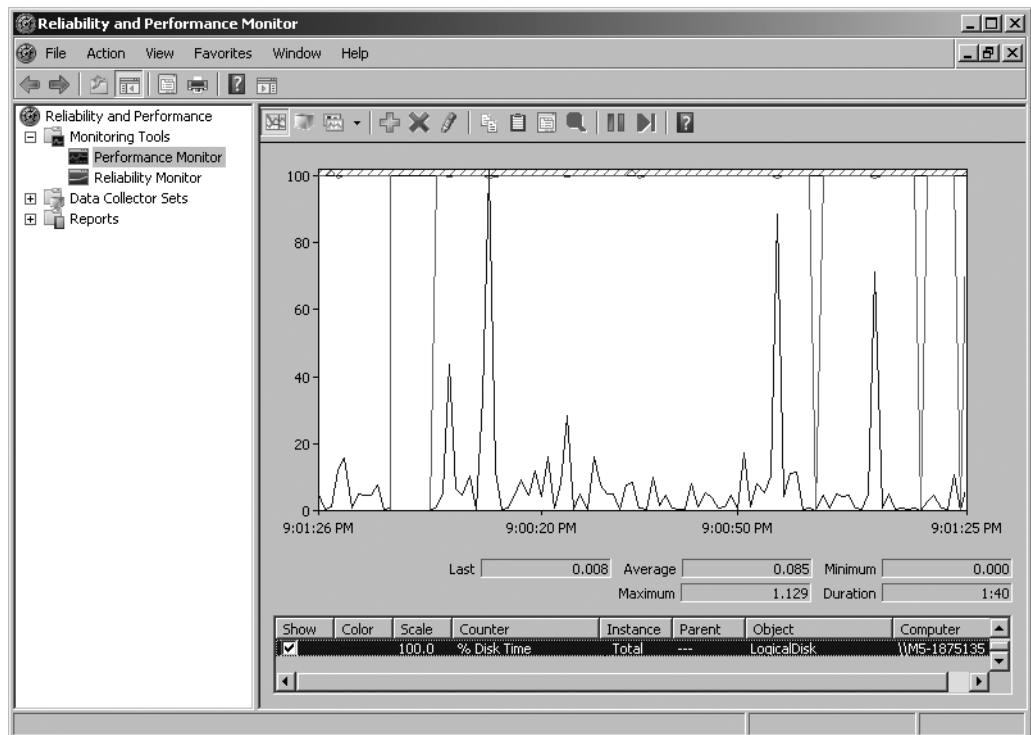 Reliability and Performance Monitor
File Action View Favorites Window Help
Reliability and Performance
Monitoring Tools
Performance Monitor
Reliability Monitor
Data Collector Sets
Reports
100
80
60
40
20
0
9:01:26 PM 9:00:20 PM 9:00:50 PM 9:01:25 PM
Last 0.008 Average 0.085 Minimum 0.000
Maximum 1.129 Duration 1:40
Show Color Scale Counter Instance Parent Object Computer
100.0 % Disk Time Total --- LogicalDisk \\M5-1875135